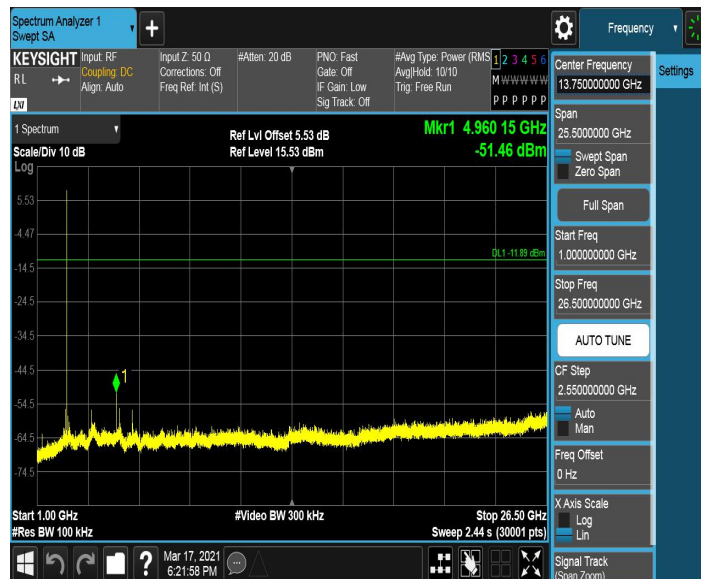 Spectrum Analyzer 1
Swept SA
+
Frequency
KEYSIGHT
RL
LXI
Input: RF
Coupling: DC
Align: Auto
Input Z: 50 Ω
Corrections: Off
Freq Ref: Int (S)
#Atten: 20 dB
PNO: Fast
Gate: Off
IF Gain: Low
Sig Track: Off
#Avg Type: Power (RMS
Avg|Hold: 10/10
Trig: Free Run
1 2 3 4 5 6
M W W W W W
P P P P P P
1 Spectrum
Scale/Div 10 dB
Log
Ref Lvl Offset 5.53 dB
Ref Level 15.53 dBm
Mkr1 4.960 15 GHz
-51.46 dBm
5.53
-4.47
DL1 -11.89 dBm
-14.5
-24.5
-34.5
-44.5
1
-54.5
-64.5
-74.5
Start 1.00 GHz
#Res BW 100 kHz
#Video BW 300 kHz
Stop 26.50 GHz
Sweep 2.44 s (30001 pts)
?
Mar 17, 2021
6:21:58 PM
Center Frequency
13.750000000 GHz
Settings
Span
25.5000000 GHz
Swept Span
Zero Span
Full Span
Start Freq
1.000000000 GHz
Stop Freq
26.500000000 GHz
AUTO TUNE
CF Step
2.550000000 GHz
Auto
Man
Freq Offset
0 Hz
X Axis Scale
Log
Lin
Signal Track
(Span Zoom)